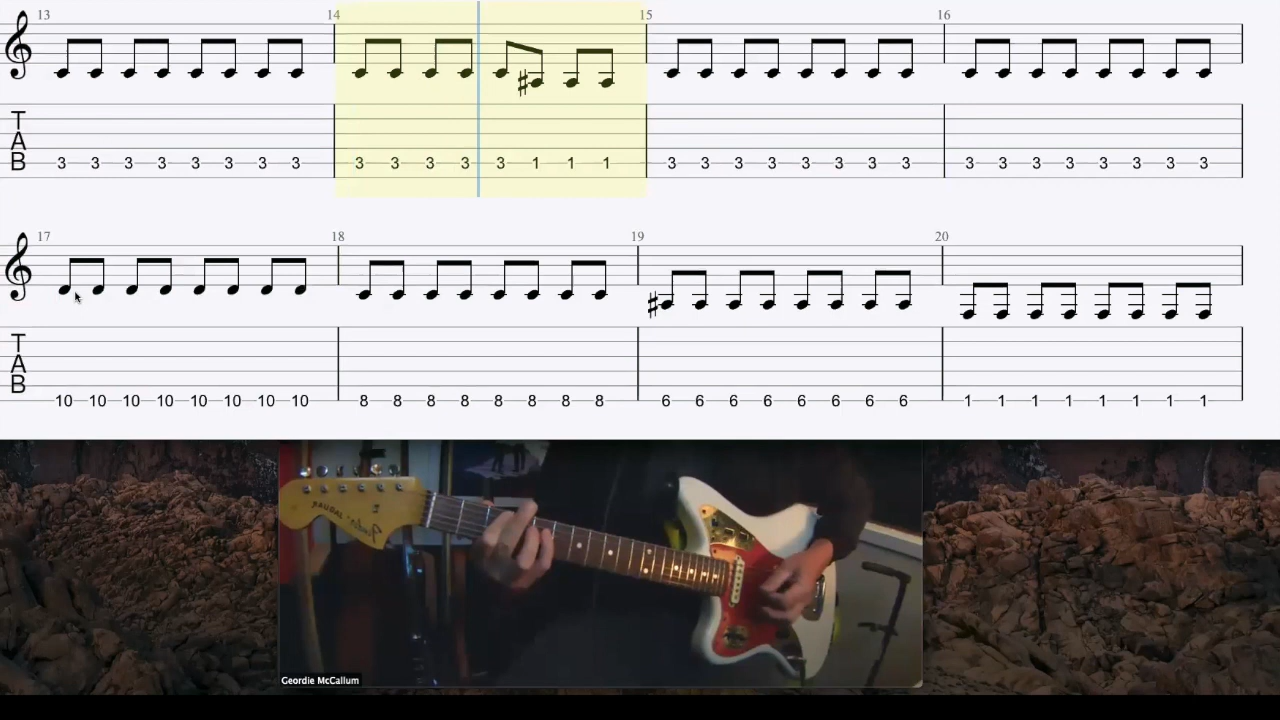 13 14 15 16
T
A
B
3 3 3 3 3 3 3 3 3 3 3 3 3 1 1 1 3 3 3 3 3 3 3 3 3 3 3 3 3 3 3 3
17 18 19 20
T
A
B
10 10 10 10 10 10 10 10 8 8 8 8 8 8 8 8 6 6 6 6 6 6 6 6 1 1 1 1 1 1 1 1
JAGUAR - Fender
Geordie McCallum